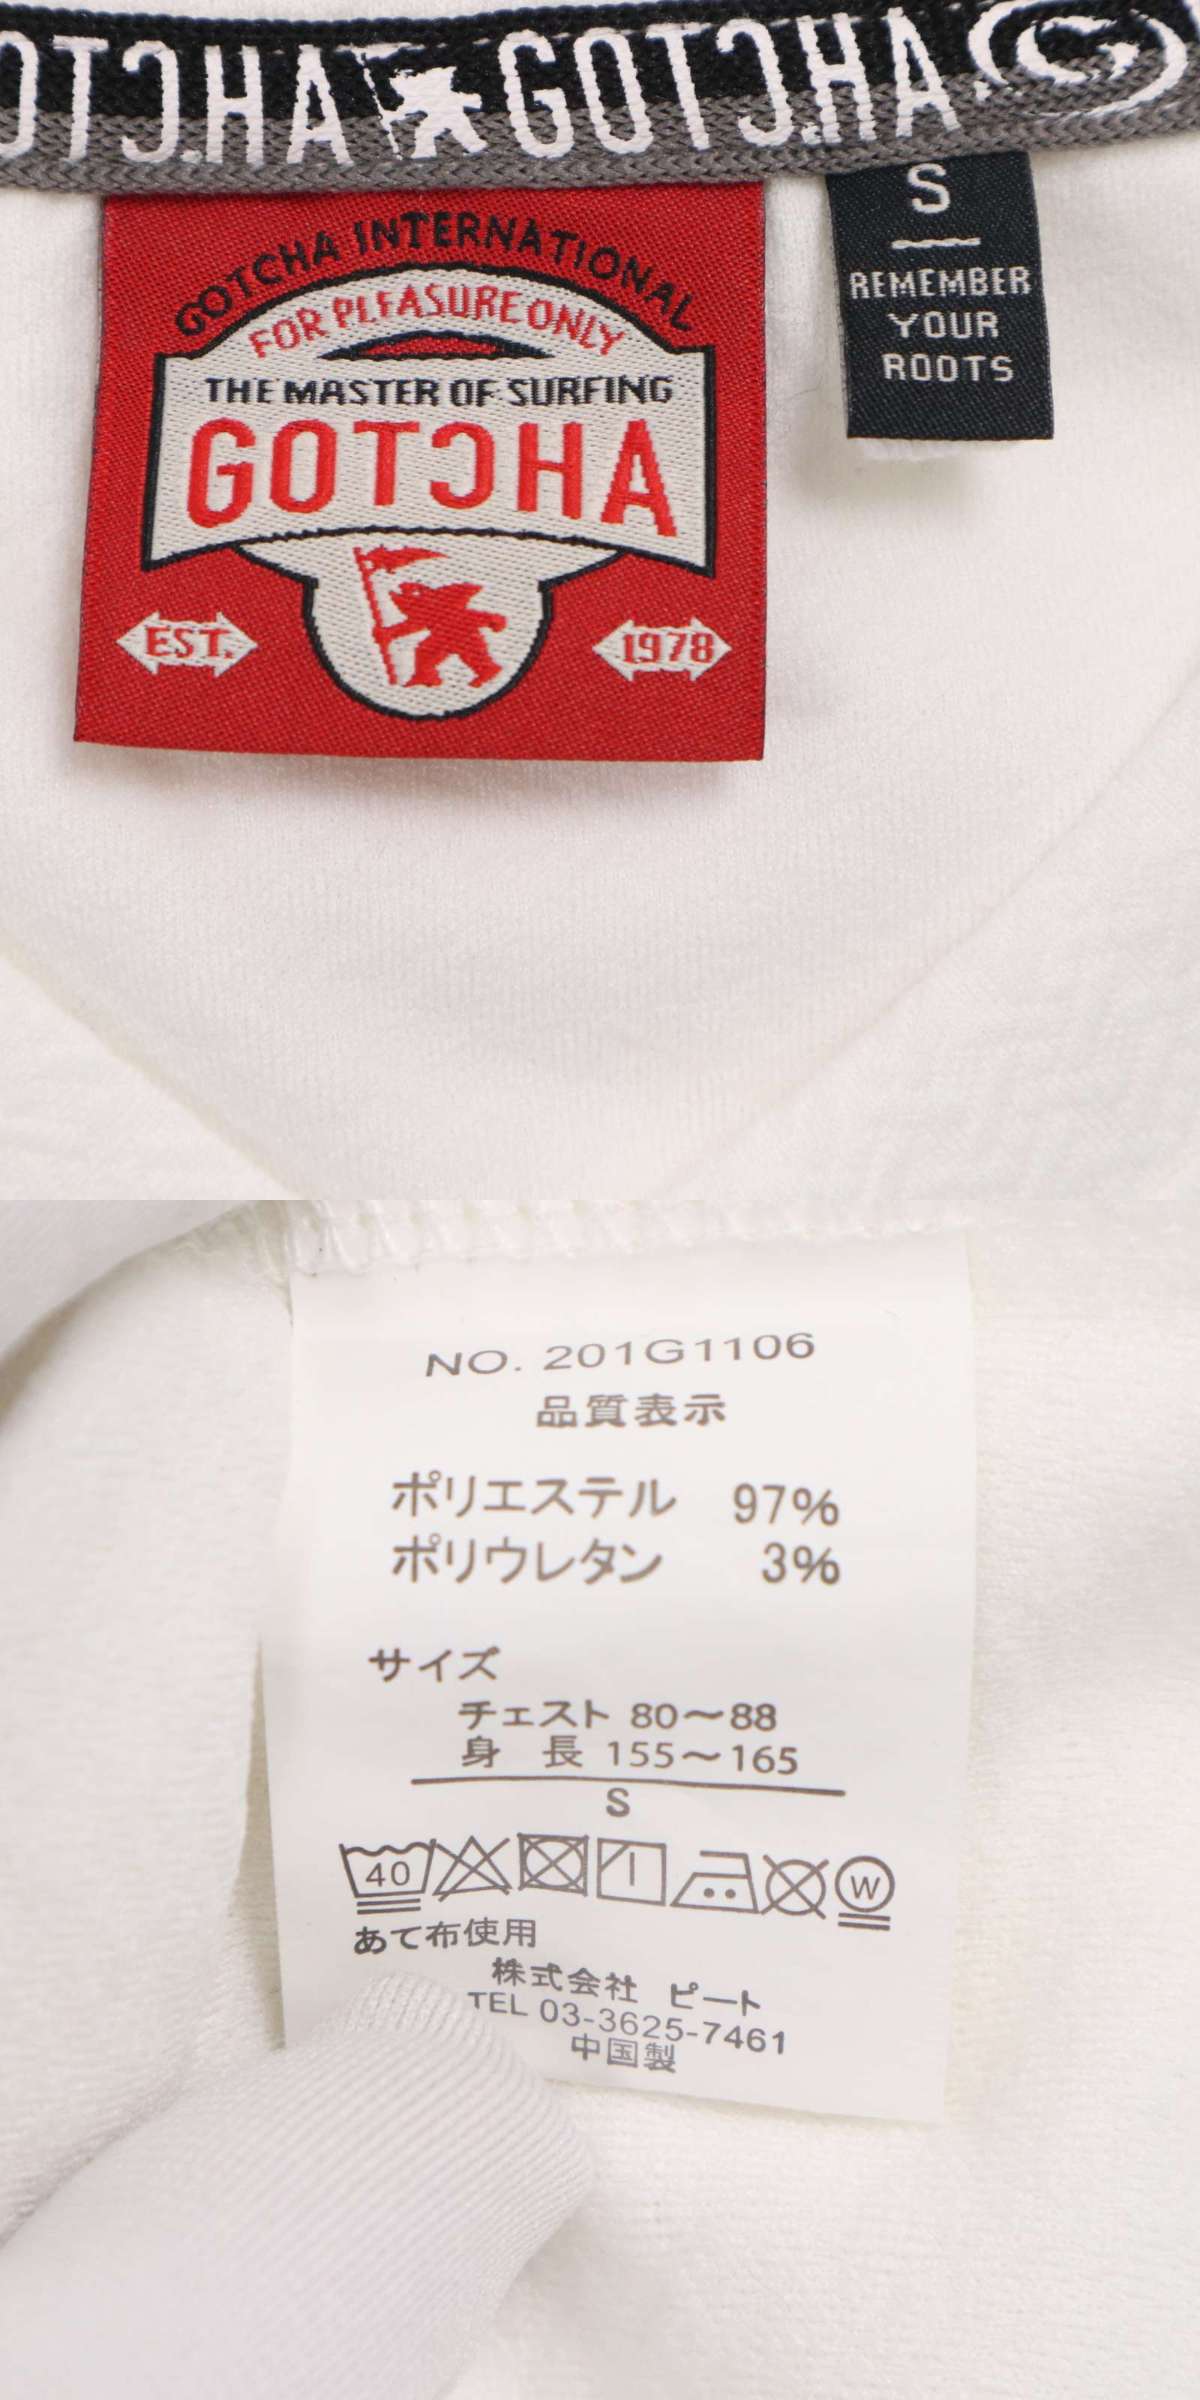 GOTCHA GOTCHA G
GOTCHA INTERNATIONAL
FOR PLEASURE ONLY
THE MASTER OF SURFING
GOTCHA
EST. 1978
S
REMEMBER
YOUR
ROOTS
NO. 201G1106
品質表示
ポリエステル 97%
ポリウレタン 3%
サイズ
チェスト 80〜88
身 長 155〜165
S
40 W
あて布使用
株式会社 ピート
TEL 03-3625-7461
中国製